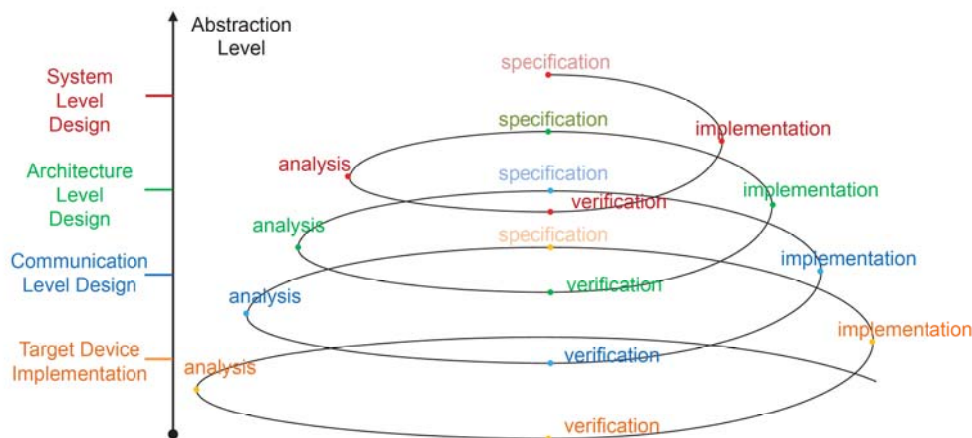 Abstraction
Level
System
Level
Design
Architecture
Level
Design
Communication
Level Design
Target Device
Implementation
specification
implementation
analysis
verification
specification
implementation
analysis
verification
specification
implementation
analysis
verification
specification
implementation
analysis
verification